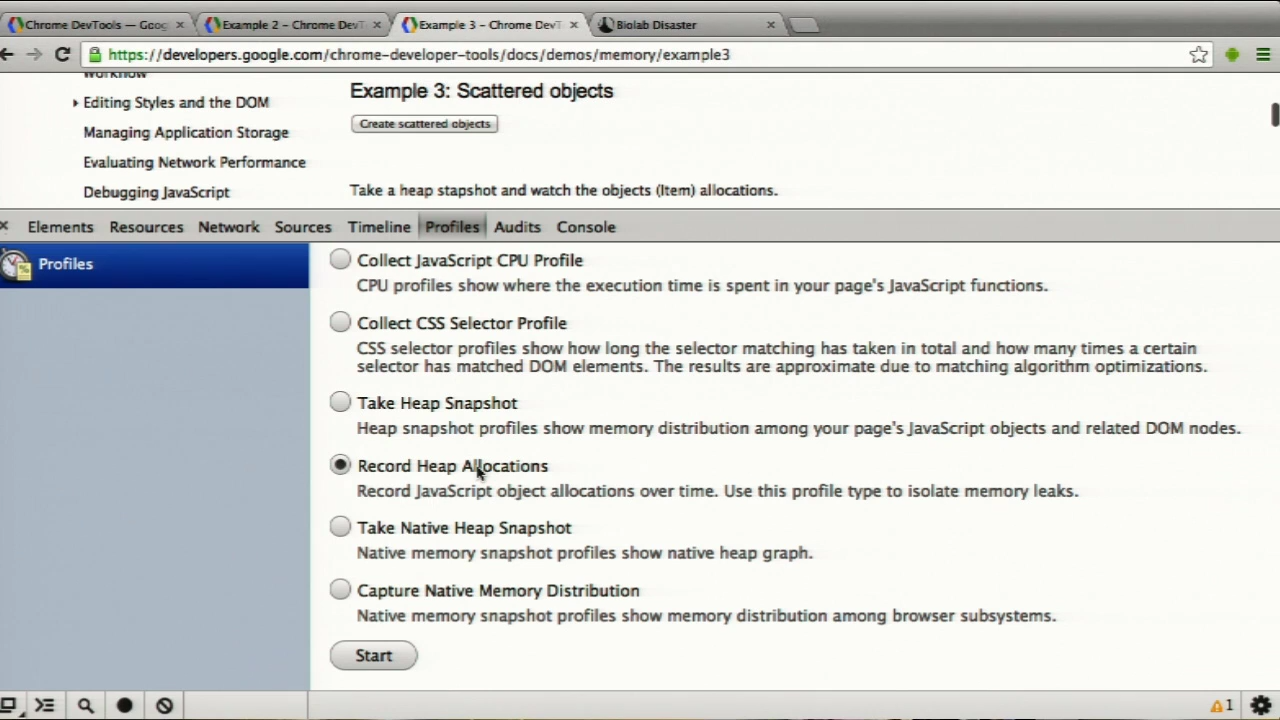 Chrome DevTools — Goog
Example 2 – Chrome DevT
Example 3 – Chrome DevT
Biolab Disaster
https://developers.google.com/chrome-developer-tools/docs/demos/memory/example3
Workflow
Editing Styles and the DOM
Managing Application Storage
Evaluating Network Performance
Debugging JavaScript
Example 3: Scattered objects
Create scattered objects
Take a heap stapshot and watch the objects (Item) allocations.
Elements Resources Network Sources Timeline Profiles Audits Console
Profiles
Collect JavaScript CPU Profile
CPU profiles show where the execution time is spent in your page's JavaScript functions.
Collect CSS Selector Profile
CSS selector profiles show how long the selector matching has taken in total and how many times a certain
selector has matched DOM elements. The results are approximate due to matching algorithm optimizations.
Take Heap Snapshot
Heap snapshot profiles show memory distribution among your page's JavaScript objects and related DOM nodes.
Record Heap Allocations
Record JavaScript object allocations over time. Use this profile type to isolate memory leaks.
Take Native Heap Snapshot
Native memory snapshot profiles show native heap graph.
Capture Native Memory Distribution
Native memory snapshot profiles show memory distribution among browser subsystems.
Start
1